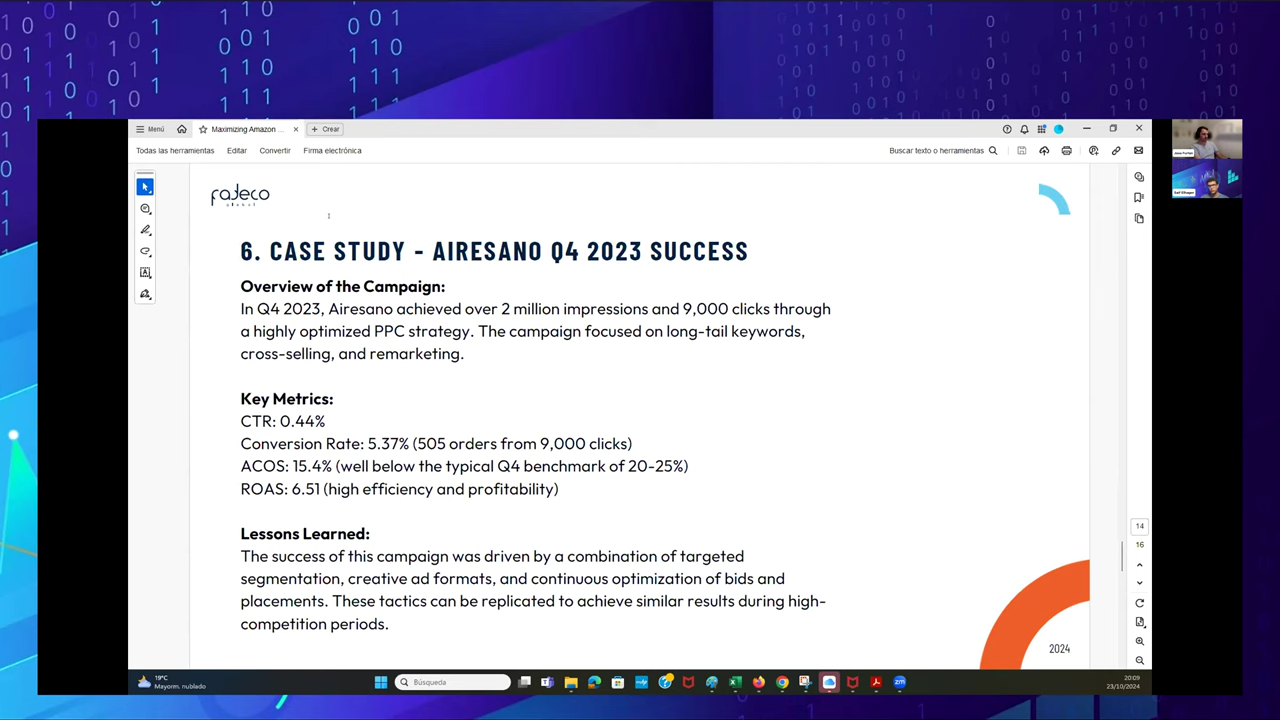 Menú
Maximizing Amazon ...
Crear
Todas las herramientas
Editar
Convertir
Firma electrónica
Buscar texto o herramientas
fadeco
global
6. CASE STUDY - AIRESANO Q4 2023 SUCCESS
Overview of the Campaign:
In Q4 2023, Airesano achieved over 2 million impressions and 9,000 clicks through
a highly optimized PPC strategy. The campaign focused on long-tail keywords,
cross-selling, and remarketing.
Key Metrics:
CTR: 0.44%
Conversion Rate: 5.37% (505 orders from 9,000 clicks)
ACOS: 15.4% (well below the typical Q4 benchmark of 20-25%)
ROAS: 6.51 (high efficiency and profitability)
Lessons Learned:
The success of this campaign was driven by a combination of targeted
segmentation, creative ad formats, and continuous optimization of bids and
placements. These tactics can be replicated to achieve similar results during high-
competition periods.
2024
14
16
19°C
Mayorm. nublado
Búsqueda
20:09
23/10/2024